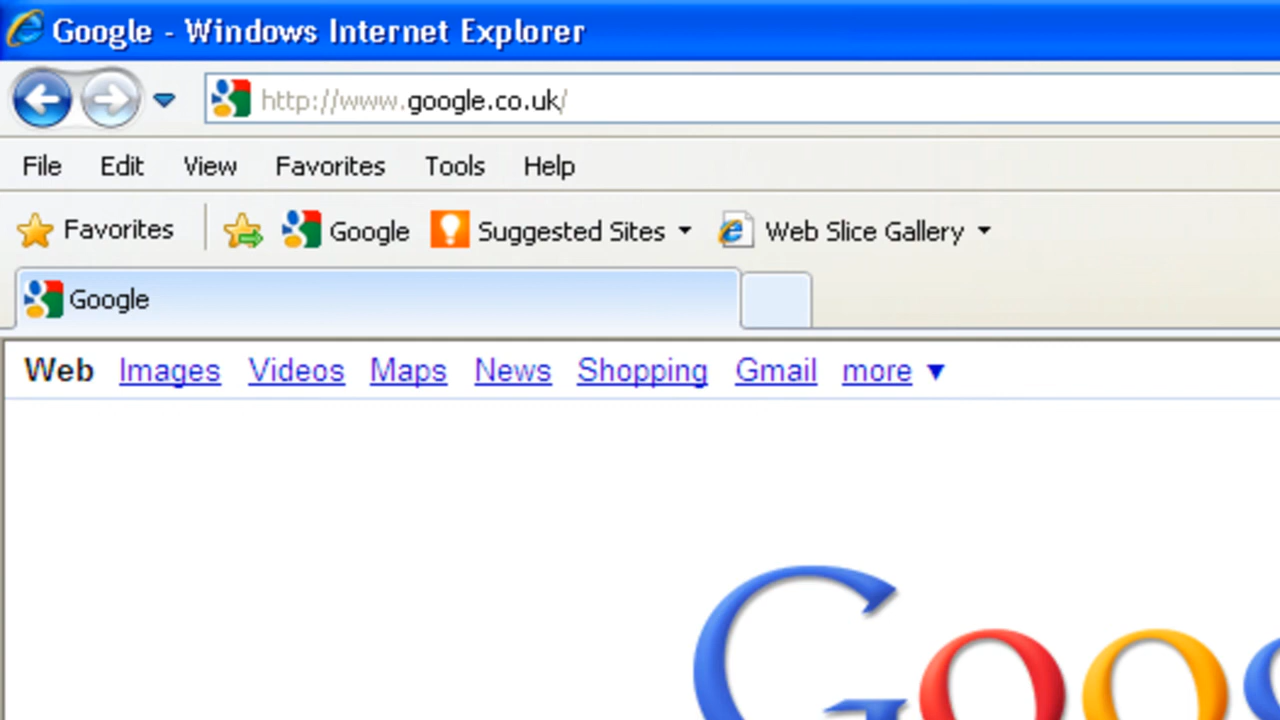 Google - Windows Internet Explorer
http://www.google.co.uk/
File Edit View Favorites Tools Help
Favorites Google Suggested Sites Web Slice Gallery
Google
Web Images Videos Maps News Shopping Gmail more
Goog